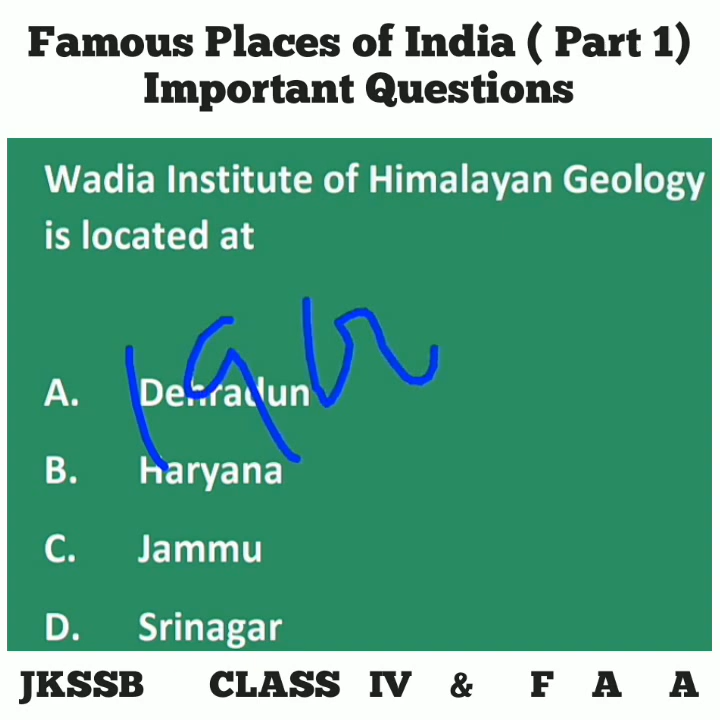 Famous Places of India ( Part 1)
Important Questions
Wadia Institute of Himalayan Geology
is located at
A. Dehradun
B. Haryana
C. Jammu
D. Srinagar
JKSSB CLASS IV & F A A